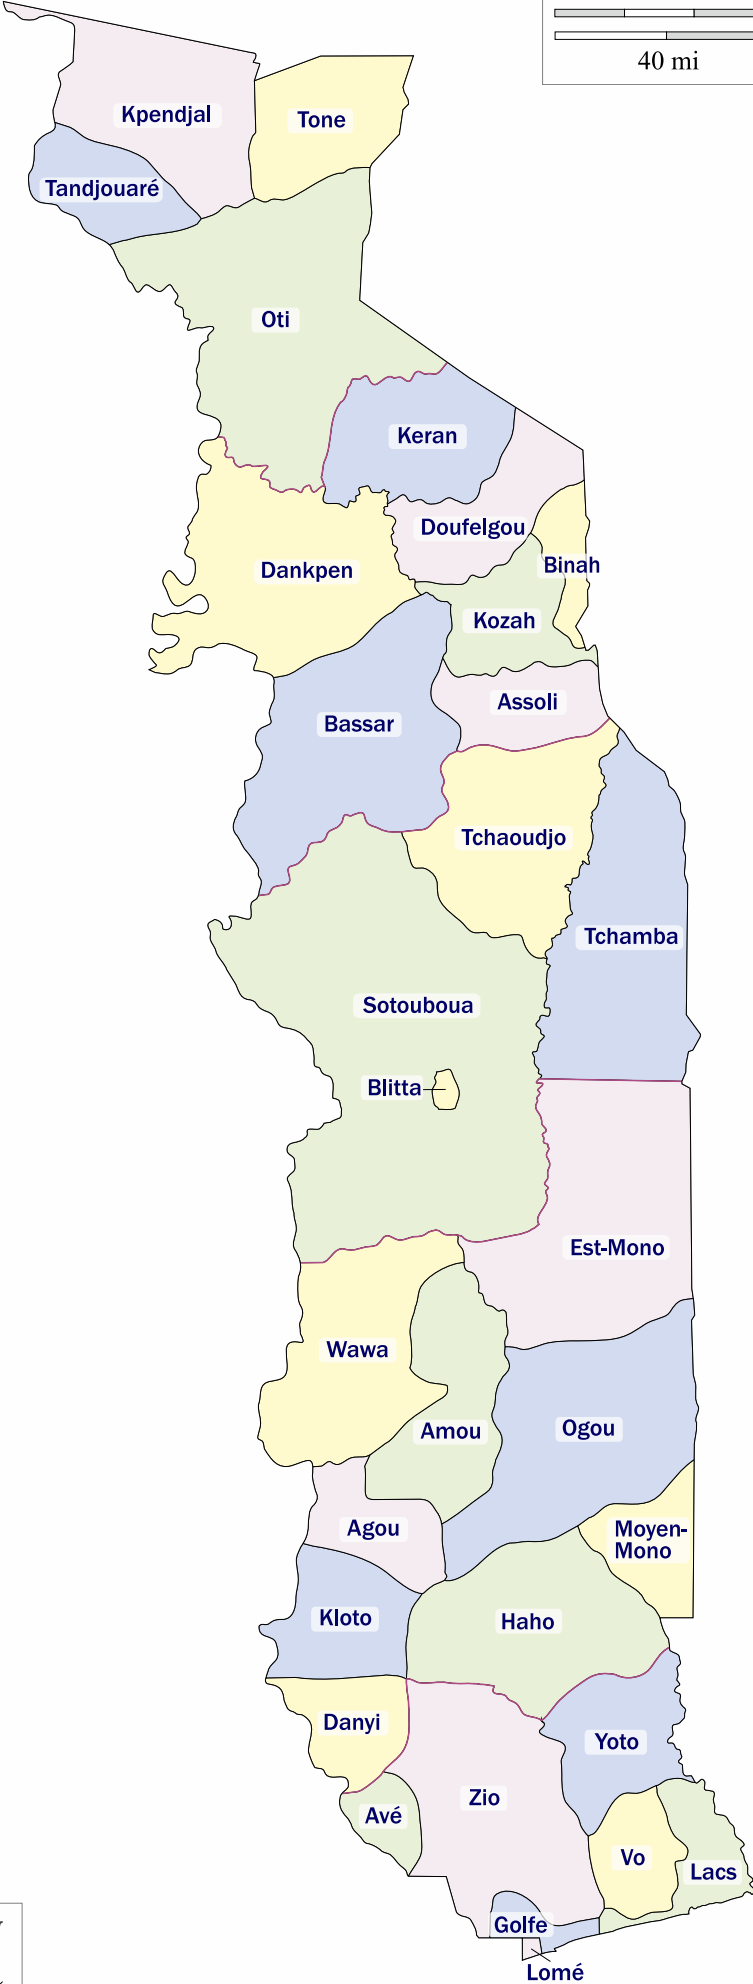 40 mi
Kpendjal
Tone
Tandjouaré
Oti
Keran
Doufelgou
Binah
Dankpen
Kozah
Assoli
Bassar
Tchaoudjo
Tchamba
Sotouboua
Blitta
Est-Mono
Wawa
Amou
Ogou
Agou
Moyen-
Mono
Kloto
Haho
Danyi
Yoto
Zio
Avé
Vo
Lacs
Golfe
Lomé